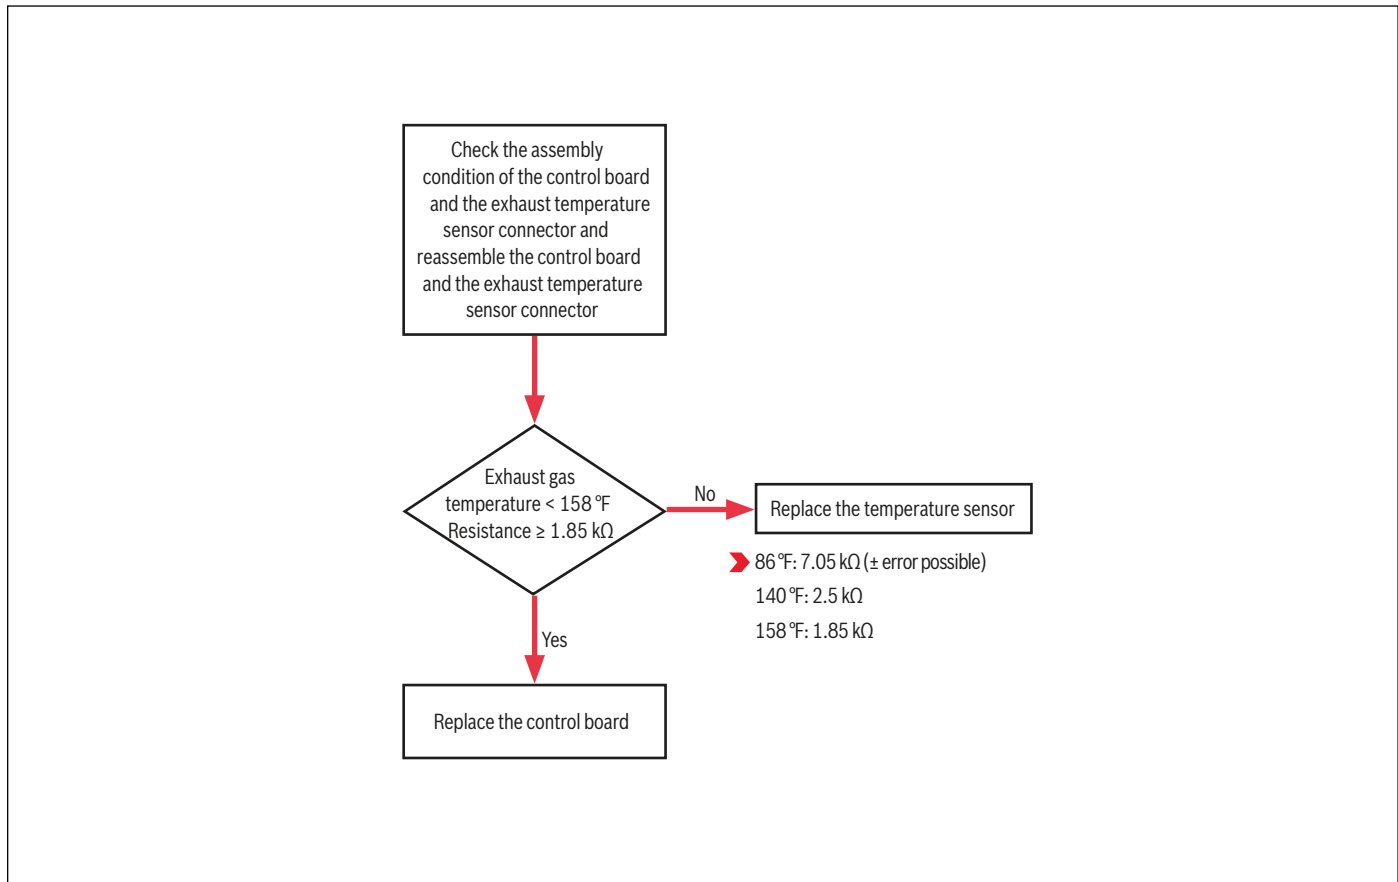 Check the assembly
condition of the control board
and the exhaust temperature
sensor connector and
reassemble the control board
and the exhaust temperature
sensor connector
Exhaust gas
temperature < 158 °F
Resistance ≥ 1.85 kΩ
No
Replace the temperature sensor
86 °F: 7.05 kΩ (± error possible)
140 °F: 2.5 kΩ
158 °F: 1.85 kΩ
Yes
Replace the control board